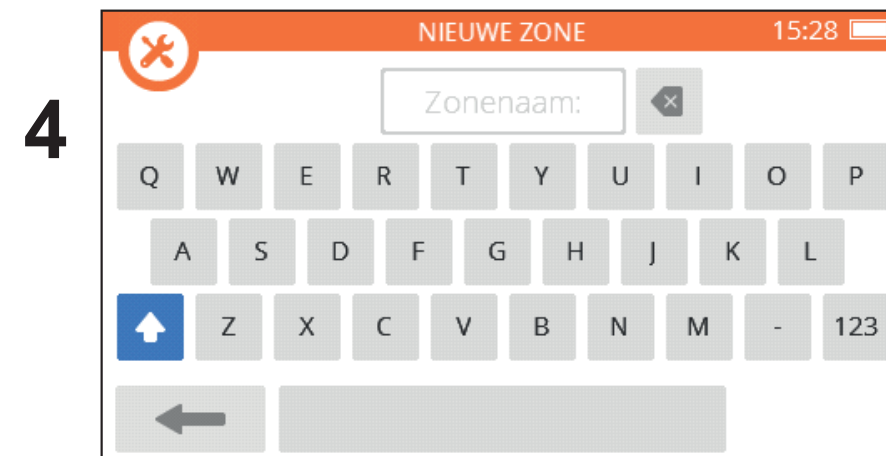 NIEUWE ZONE 15:28
Zonenaam:
4
Q W E R T Y U I O P
A S D F G H J K L
Z X C V B N M - 123